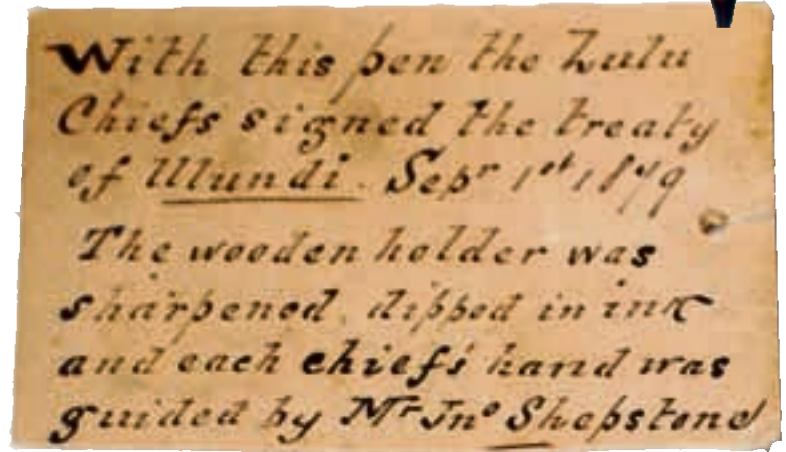 With this pen the Zulu
Chiefs signed the treaty
of Ulundi. Sepr 1st 1879
The wooden holder was
sharpened, dipped in ink
and each chiefs hand was
guided by Mr Jno Shepstone